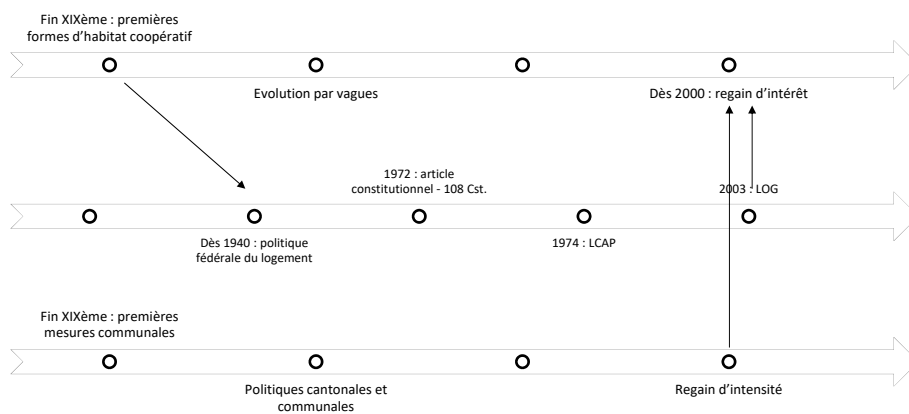 Fin XIXème : premières
formes d’habitat coopératif
Evolution par vagues
Dès 2000 : regain d’intérêt
1972 : article
constitutionnel - 108 Cst.
2003 : LOG
Dès 1940 : politique
fédérale du logement
1974 : LCAP
Fin XIXème : premières
mesures communales
Politiques cantonales et
communales
Regain d’intensité